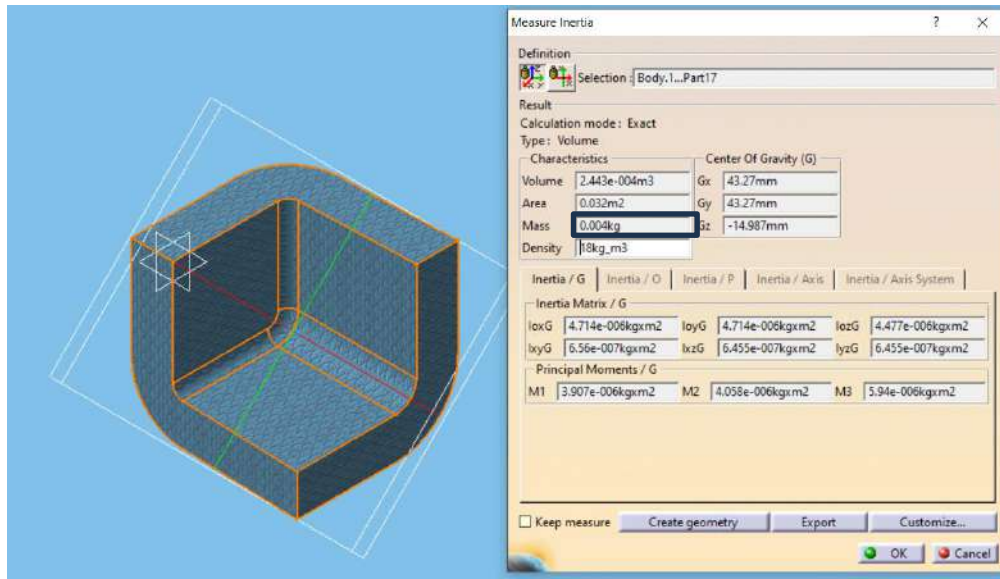 Measure Inertia ? ×
Definition
Selection : Body.1...Part17
Result
Calculation mode : Exact
Type : Volume
Characteristics Center Of Gravity (G)
Volume 2.443e-004m3 Gx 43.27mm
Area 0.032m2 Gy 43.27mm
Mass 0.004kg Gz -14.987mm
Density 18kg_m3
Inertia / G Inertia / O Inertia / P Inertia / Axis Inertia / Axis System
Inertia Matrix / G
IoxG 4.714e-006kgxm2 IoyG 4.714e-006kgxm2 IozG 4.477e-006kgxm2
IxyG 6.56e-007kgxm2 IxzG 6.455e-007kgxm2 IyzG 6.455e-007kgxm2
Principal Moments / G
M1 3.907e-006kgxm2 M2 4.058e-006kgxm2 M3 5.94e-006kgxm2
Keep measure Create geometry Export Customize...
OK Cancel